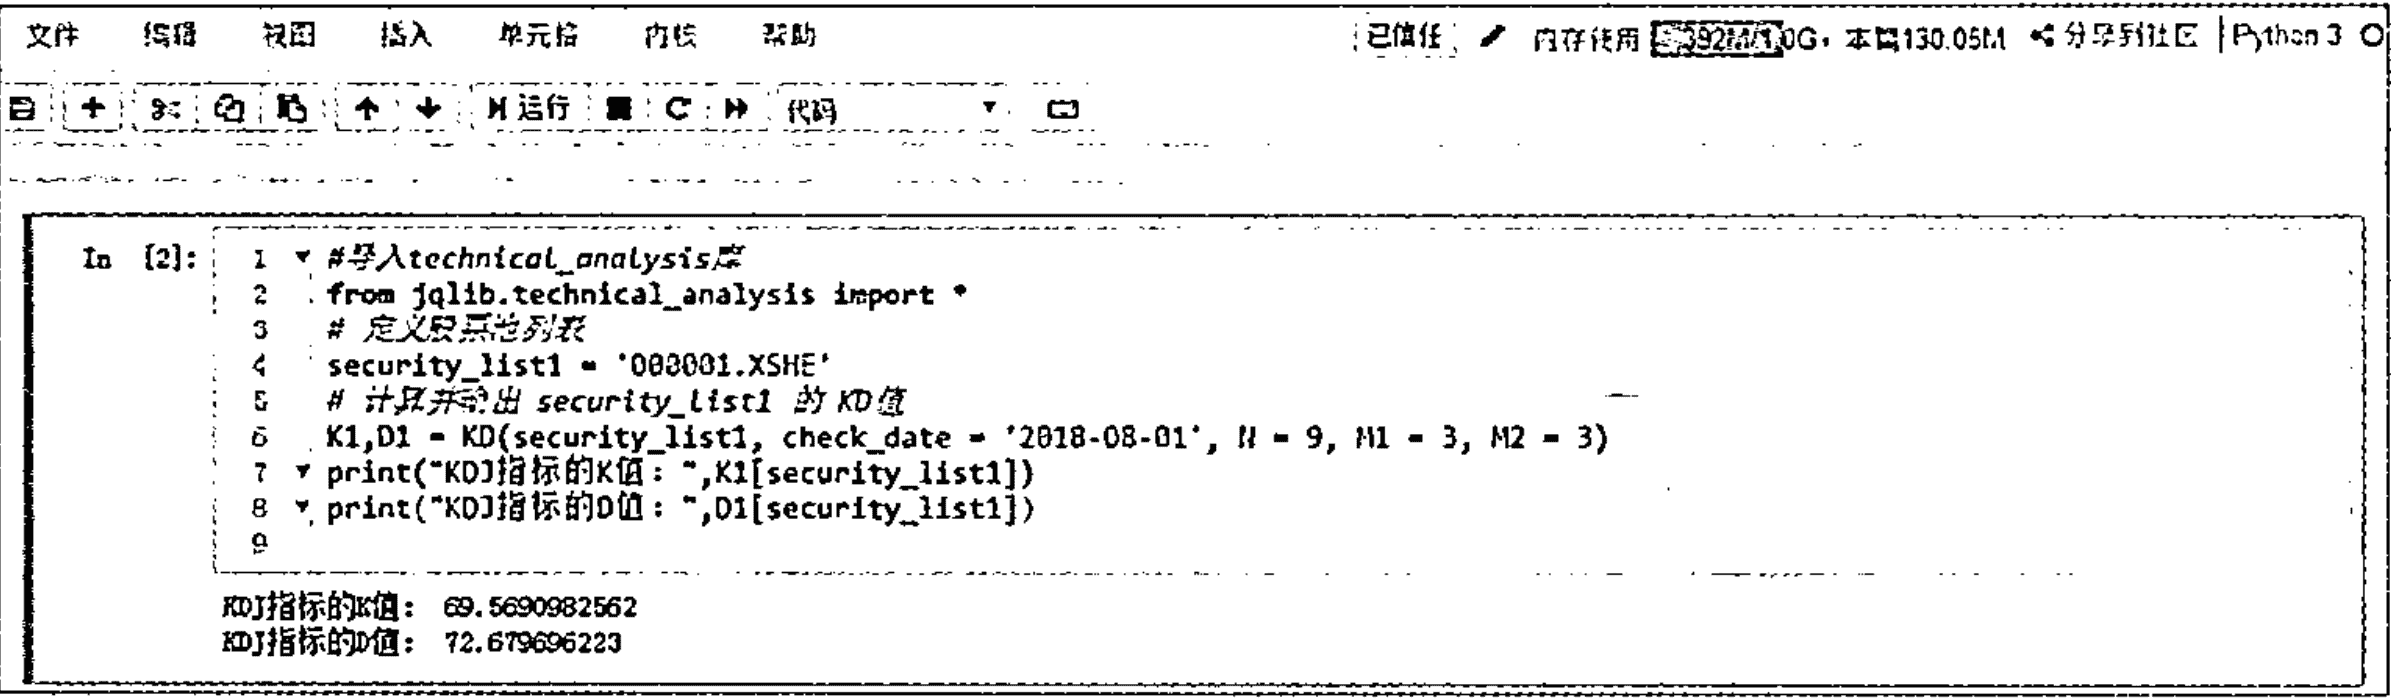 文件 编辑 视图 插入 单元格 内核 帮助 已信任 内存使用 392M/1.0G, 本篇130.05M 分享到社区 Python 3
运行 代码
In [2]:
1 #导入technical_analysis库
2 from jqlib.technical_analysis import *
3 # 定义股票池列表
4 security_list1 = '000001.XSHE'
5 # 计算并输出 security_list1 的 KD值
6 K1,D1 = KD(security_list1, check_date = '2018-08-01', N = 9, M1 = 3, M2 = 3)
7 print("KDJ指标的K值: ",K1[security_list1])
8 print("KDJ指标的D值: ",D1[security_list1])
9
KDJ指标的K值: 69.5690982562
KDJ指标的D值: 72.679696223